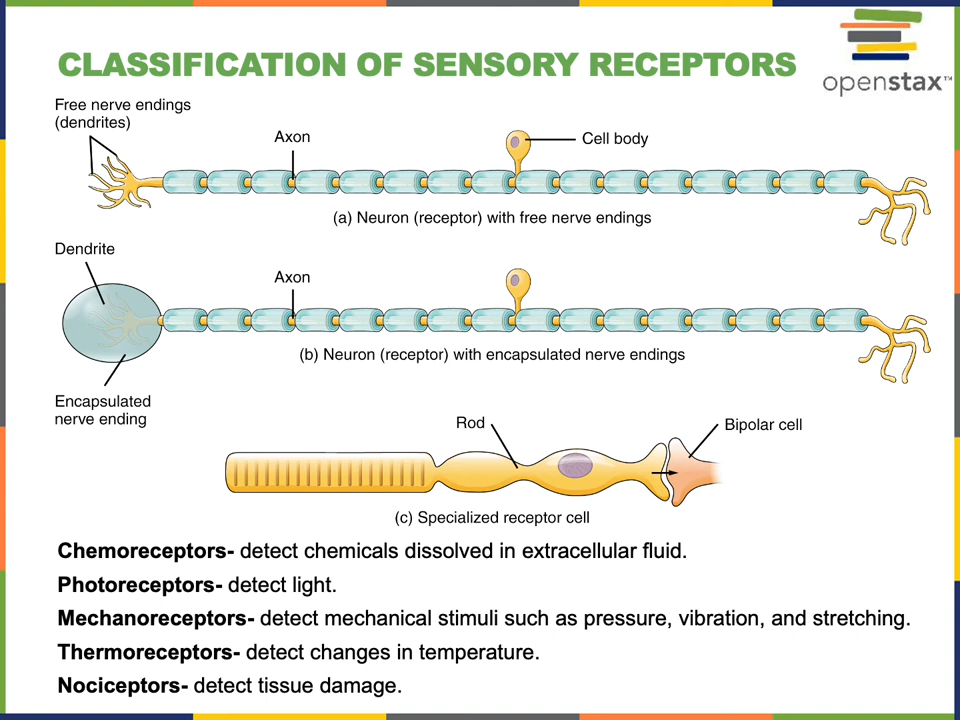 CLASSIFICATION OF SENSORY RECEPTORS
openstax™
Free nerve endings
(dendrites)
Axon
Cell body
(a) Neuron (receptor) with free nerve endings
Dendrite
Axon
(b) Neuron (receptor) with encapsulated nerve endings
Encapsulated
nerve ending
Rod
Bipolar cell
(c) Specialized receptor cell
Chemoreceptors- detect chemicals dissolved in extracellular fluid.
Photoreceptors- detect light.
Mechanoreceptors- detect mechanical stimuli such as pressure, vibration, and stretching.
Thermoreceptors- detect changes in temperature.
Nociceptors- detect tissue damage.